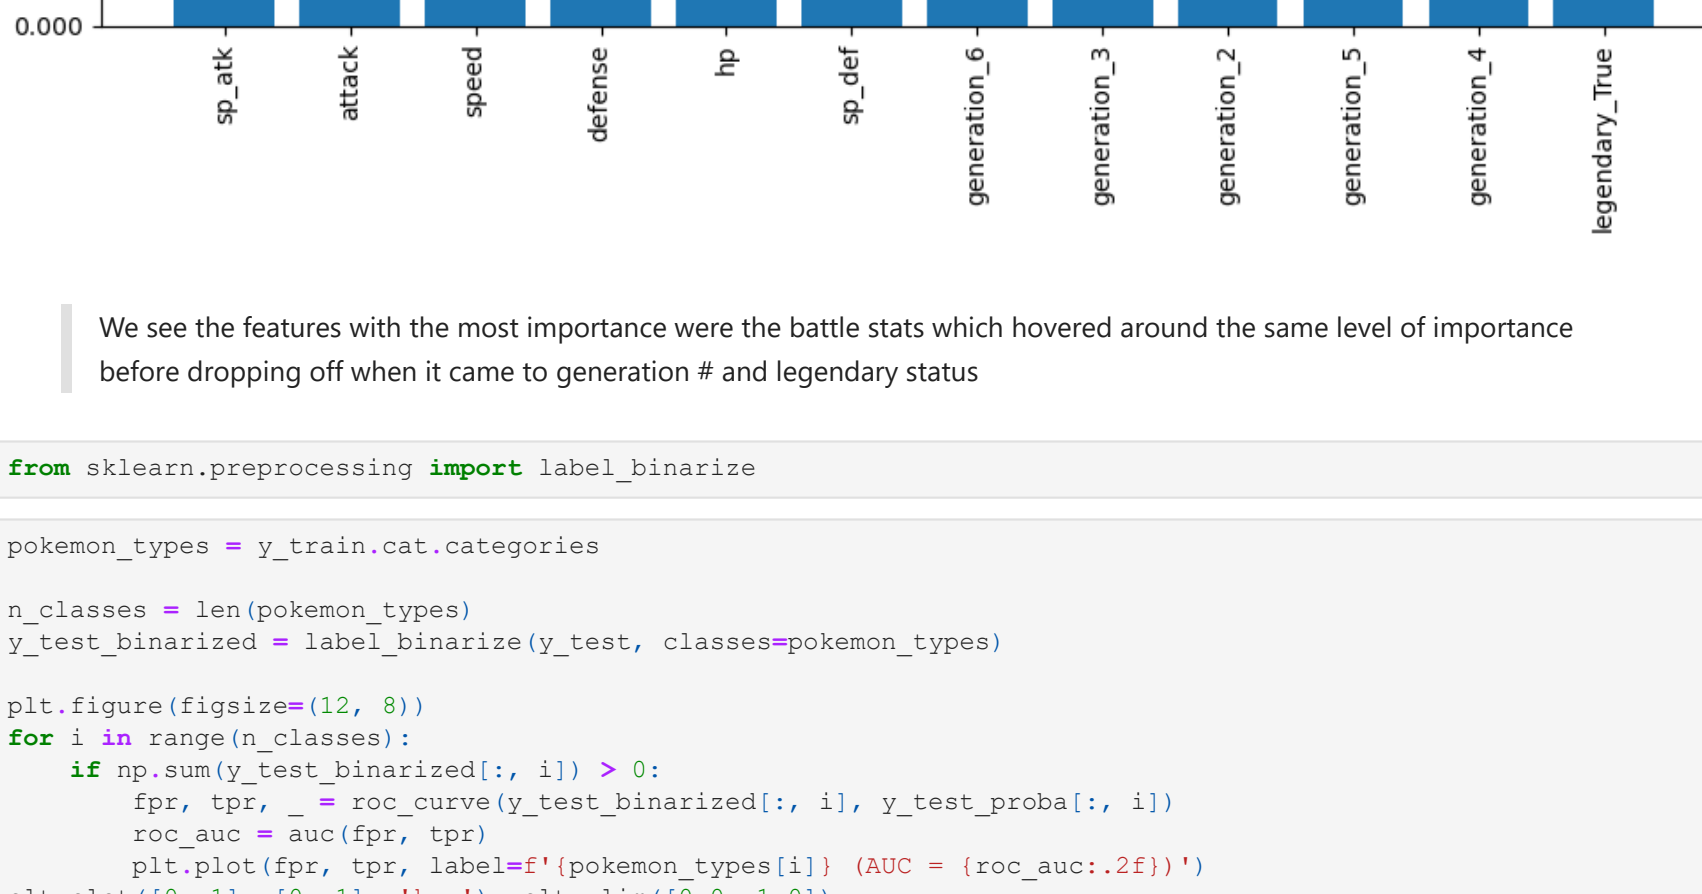 0.000
sp_atk
attack
speed
defense
hp
sp_def
generation_6
generation_3
generation_2
generation_5
generation_4
legendary_True
We see the features with the most importance were the battle stats which hovered around the same level of importance
before dropping off when it came to generation # and legendary status
from sklearn.preprocessing import label_binarize
pokemon_types = y_train.cat.categories
n_classes = len(pokemon_types)
y_test_binarized = label_binarize(y_test, classes=pokemon_types)
plt.figure(figsize=(12, 8))
for i in range(n_classes):
    if np.sum(y_test_binarized[:, i]) > 0:
        fpr, tpr, _ = roc_curve(y_test_binarized[:, i], y_test_proba[:, i])
        roc_auc = auc(fpr, tpr)
        plt.plot(fpr, tpr, label=f'{pokemon_types[i]} (AUC = {roc_auc:.2f})')